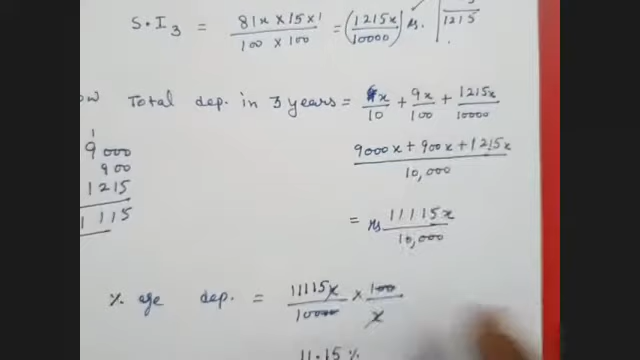 S.I₃ = 81x × 15 × 1 / 100 × 100 = (1215x / 10000) Rs.
1215
Total dep. in 3 years = x/10 + 9x/100 + 1215x/10000
1
9000
900
1215
1115
9000x + 900x + 1215x / 10,000
= Rs 11115x / 10,000
% age dep. = 11115x / 10000 × 100 / x
11.15 %